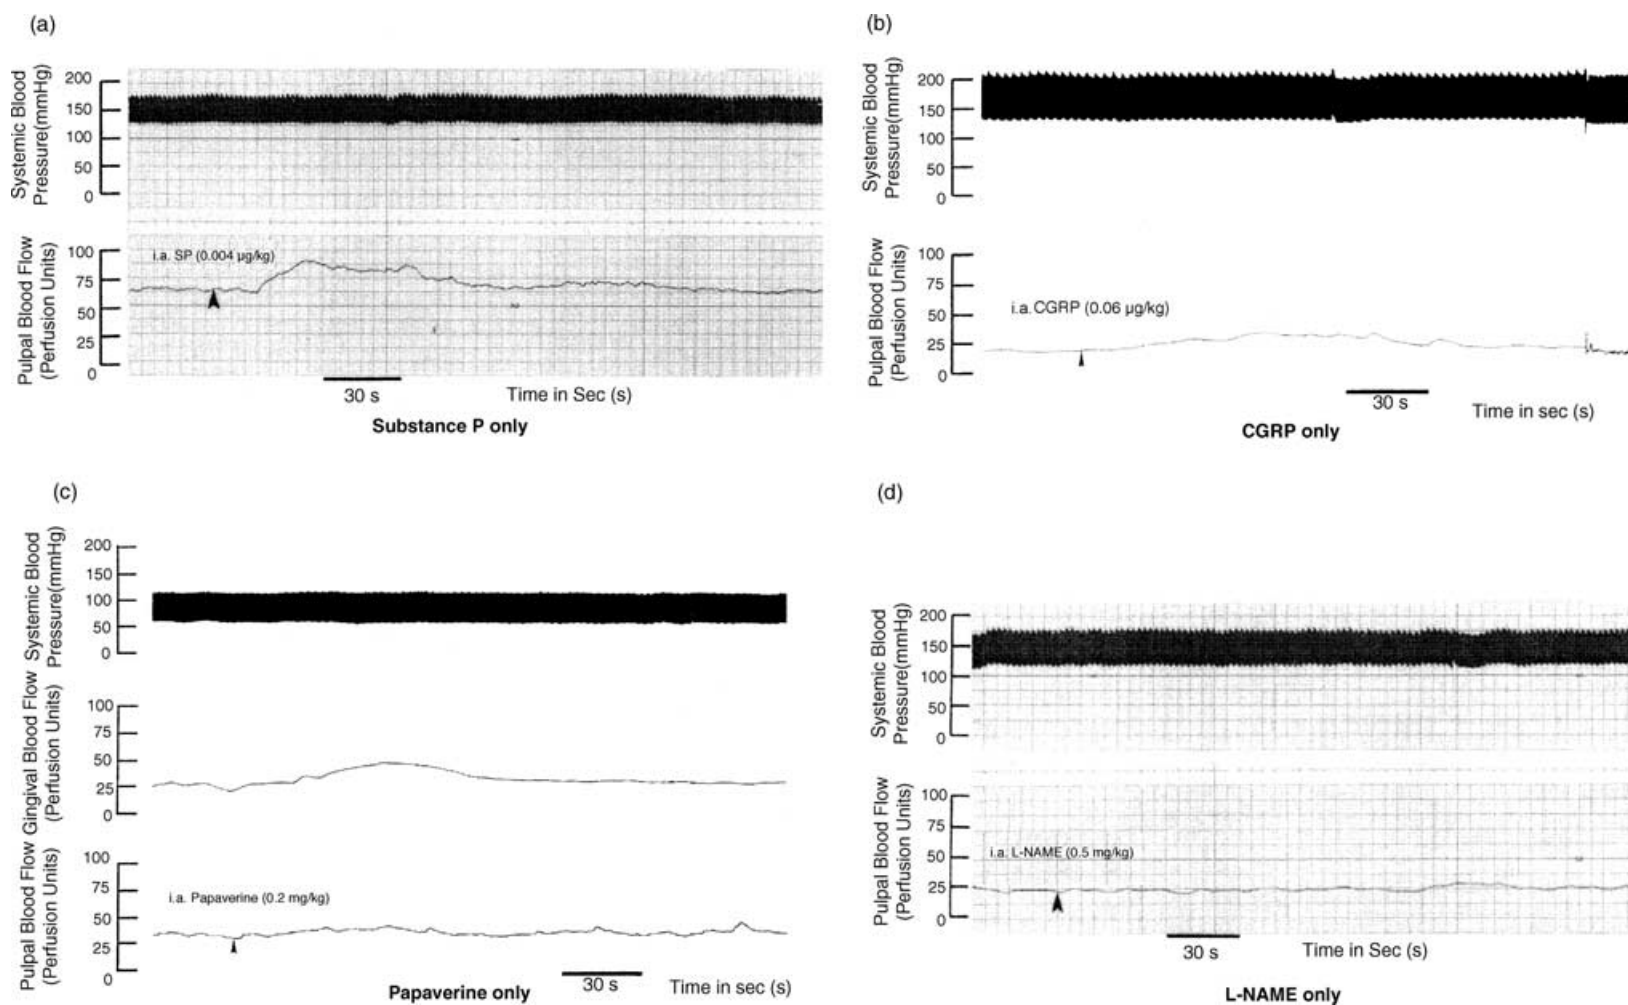 (a)
Systemic Blood
Pressure(mmHg)
200
150
100
50
0
Pulpal Blood Flow
(Perfusion Units)
100
75
50
25
0
i.a. SP (0.004 µg/kg)
30 s
Time in Sec (s)
Substance P only
(b)
Systemic Blood
Pressure(mmHg)
200
150
100
50
0
Pulpal Blood Flow
(Perfusion Units)
100
75
50
25
0
i.a. CGRP (0.06 µg/kg)
30 s
Time in sec (s)
CGRP only
(c)
Systemic Blood
Pressure(mmHg)
200
150
100
50
0
Gingival Blood Flow
(Perfusion Units)
100
75
50
25
0
Pulpal Blood Flow
(Perfusion Units)
100
75
50
25
0
i.a. Papaverine (0.2 mg/kg)
30 s
Time in sec (s)
Papaverine only
(d)
Systemic Blood
Pressure(mmHg)
200
150
100
50
0
Pulpal Blood Flow
(Perfusion Units)
100
75
50
25
0
i.a. L-NAME (0.5 mg/kg)
30 s
Time in Sec (s)
L-NAME only